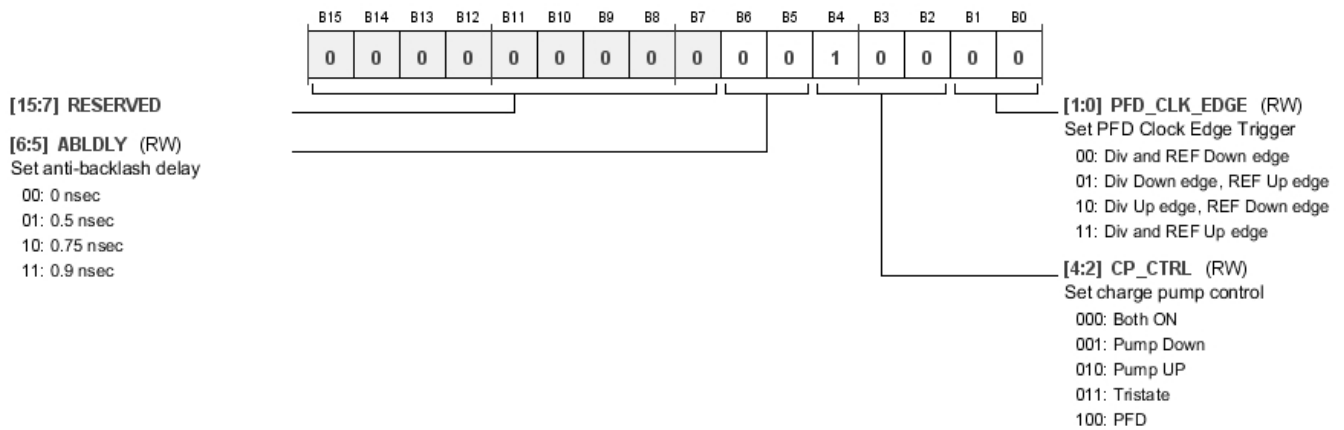 B15 B14 B13 B12 B11 B10 B9 B8 B7 B6 B5 B4 B3 B2 B1 B0
0 0 0 0 0 0 0 0 0 0 0 1 0 0 0 0
[15:7] RESERVED
[6:5] ABLDLY (RW)
Set anti-backlash delay
00: 0 nsec
01: 0.5 nsec
10: 0.75 nsec
11: 0.9 nsec
[1:0] PFD_CLK_EDGE (RW)
Set PFD Clock Edge Trigger
00: Div and REF Down edge
01: Div Down edge, REF Up edge
10: Div Up edge, REF Down edge
11: Div and REF Up edge
[4:2] CP_CTRL (RW)
Set charge pump control
000: Both ON
001: Pump Down
010: Pump UP
011: Tristate
100: PFD